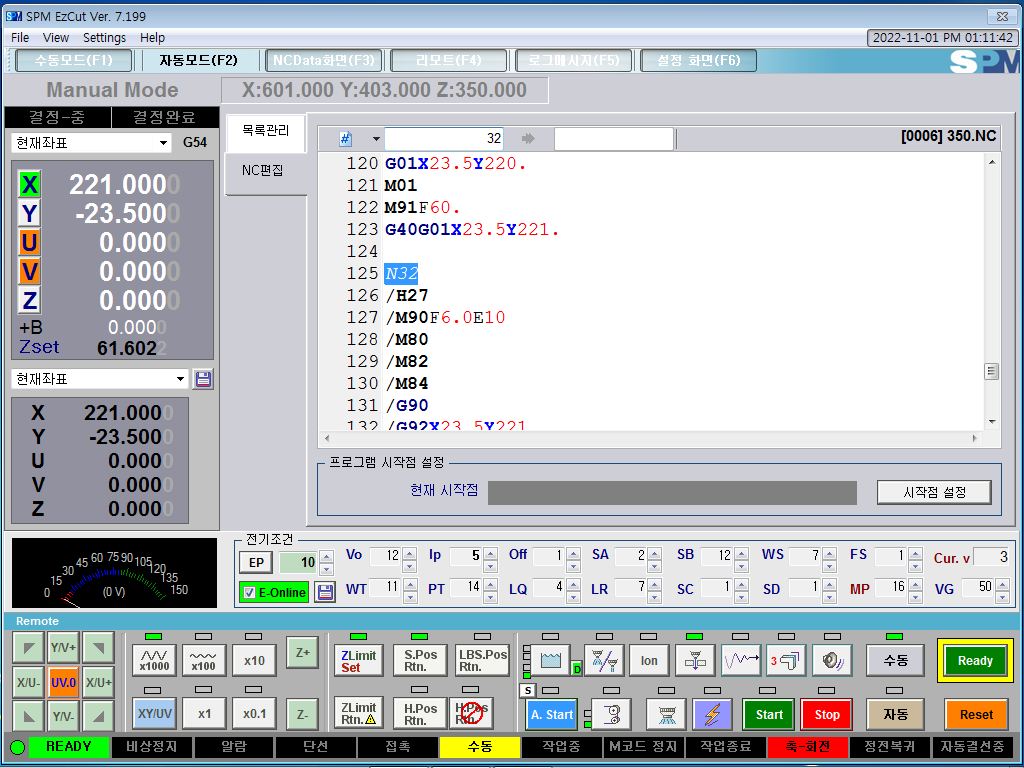 SPM EzCut Ver. 7.199
File View Settings Help
2022-11-01 PM 01:11:42
수동모드(F1) 자동모드(F2) NCData화면(F3) 리모트(F4) 로그메시지(F5) 설정 화면(F6)
SPM
Manual Mode X:601.000 Y:403.000 Z:350.000
결정-중 결정완료
현재좌표 G54
X 221.0000
Y -23.5000
U 0.0000
V 0.0000
Z 0.0000
+B 0.0000
Zset 61.6022
현재좌표
X 221.0000
Y -23.5000
U 0.0000
V 0.0000
Z 0.0000
목록관리
NC편집
# 32
[0006] 350.NC
120 G01X23.5Y220.
121 M01
122 M91F60.
123 G40G01X23.5Y221.
124
125 N32
126 /H27
127 /M90F6.0E10
128 /M80
129 /M82
130 /M84
131 /G90
132 /G92X23.5Y221
프로그램 시작점 설정
현재 시작점
시작점 설정
0 15 30 45 60 75 90 105 120 135 150
(0 V)
전기조건
EP 10
E-Online
Vo 12 Ip 5 Off 1 SA 2 SB 12 WS 7 FS 1 Cur. v 3
WT 11 PT 14 LQ 4 LR 7 SC 1 SD 1 MP 16 VG 50
Remote
Y/V+
X/U- UV.0 X/U+
Y/V-
x1000 x100 x10 Z+
XY/UV x1 x0.1 Z-
ZLimit Set S.Pos Rtn. LBS.Pos Rtn.
ZLimit Rtn. H.Pos Rtn. H.Pos Rtn.
D Ion 3 수동 Ready
S A. Start Start Stop 자동 Reset
READY 비상정지 알람 단선 접촉 수동 작업중 M코드 정지 작업종료 축-회전 정전복귀 자동결선중